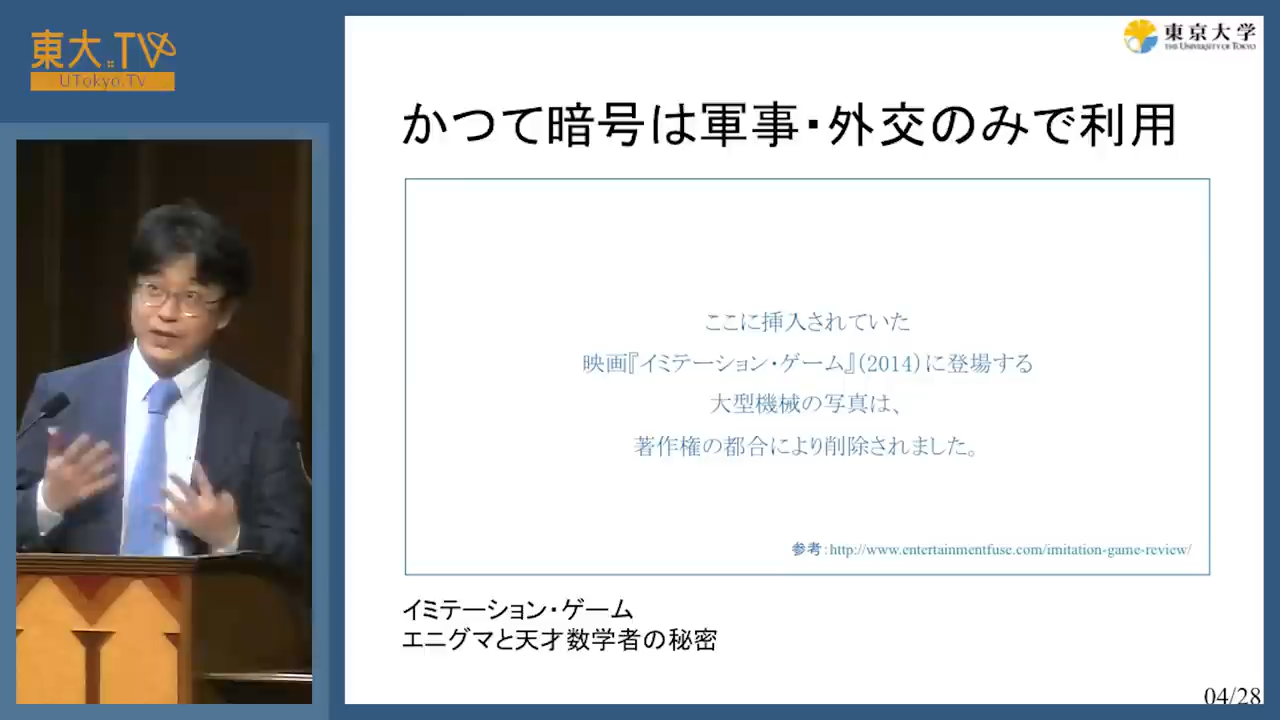 東大.TV
UTokyo.TV
東京大学
THE UNIVERSITY OF TOKYO
かつて暗号は軍事・外交のみで利用
ここに挿入されていた
映画『イミテーション・ゲーム』(2014)に登場する
大型機械の写真は、
著作権の都合により削除されました。
参考:http://www.entertainmentfuse.com/imitation-game-review/
イミテーション・ゲーム
エニグマと天才数学者の秘密
04/28